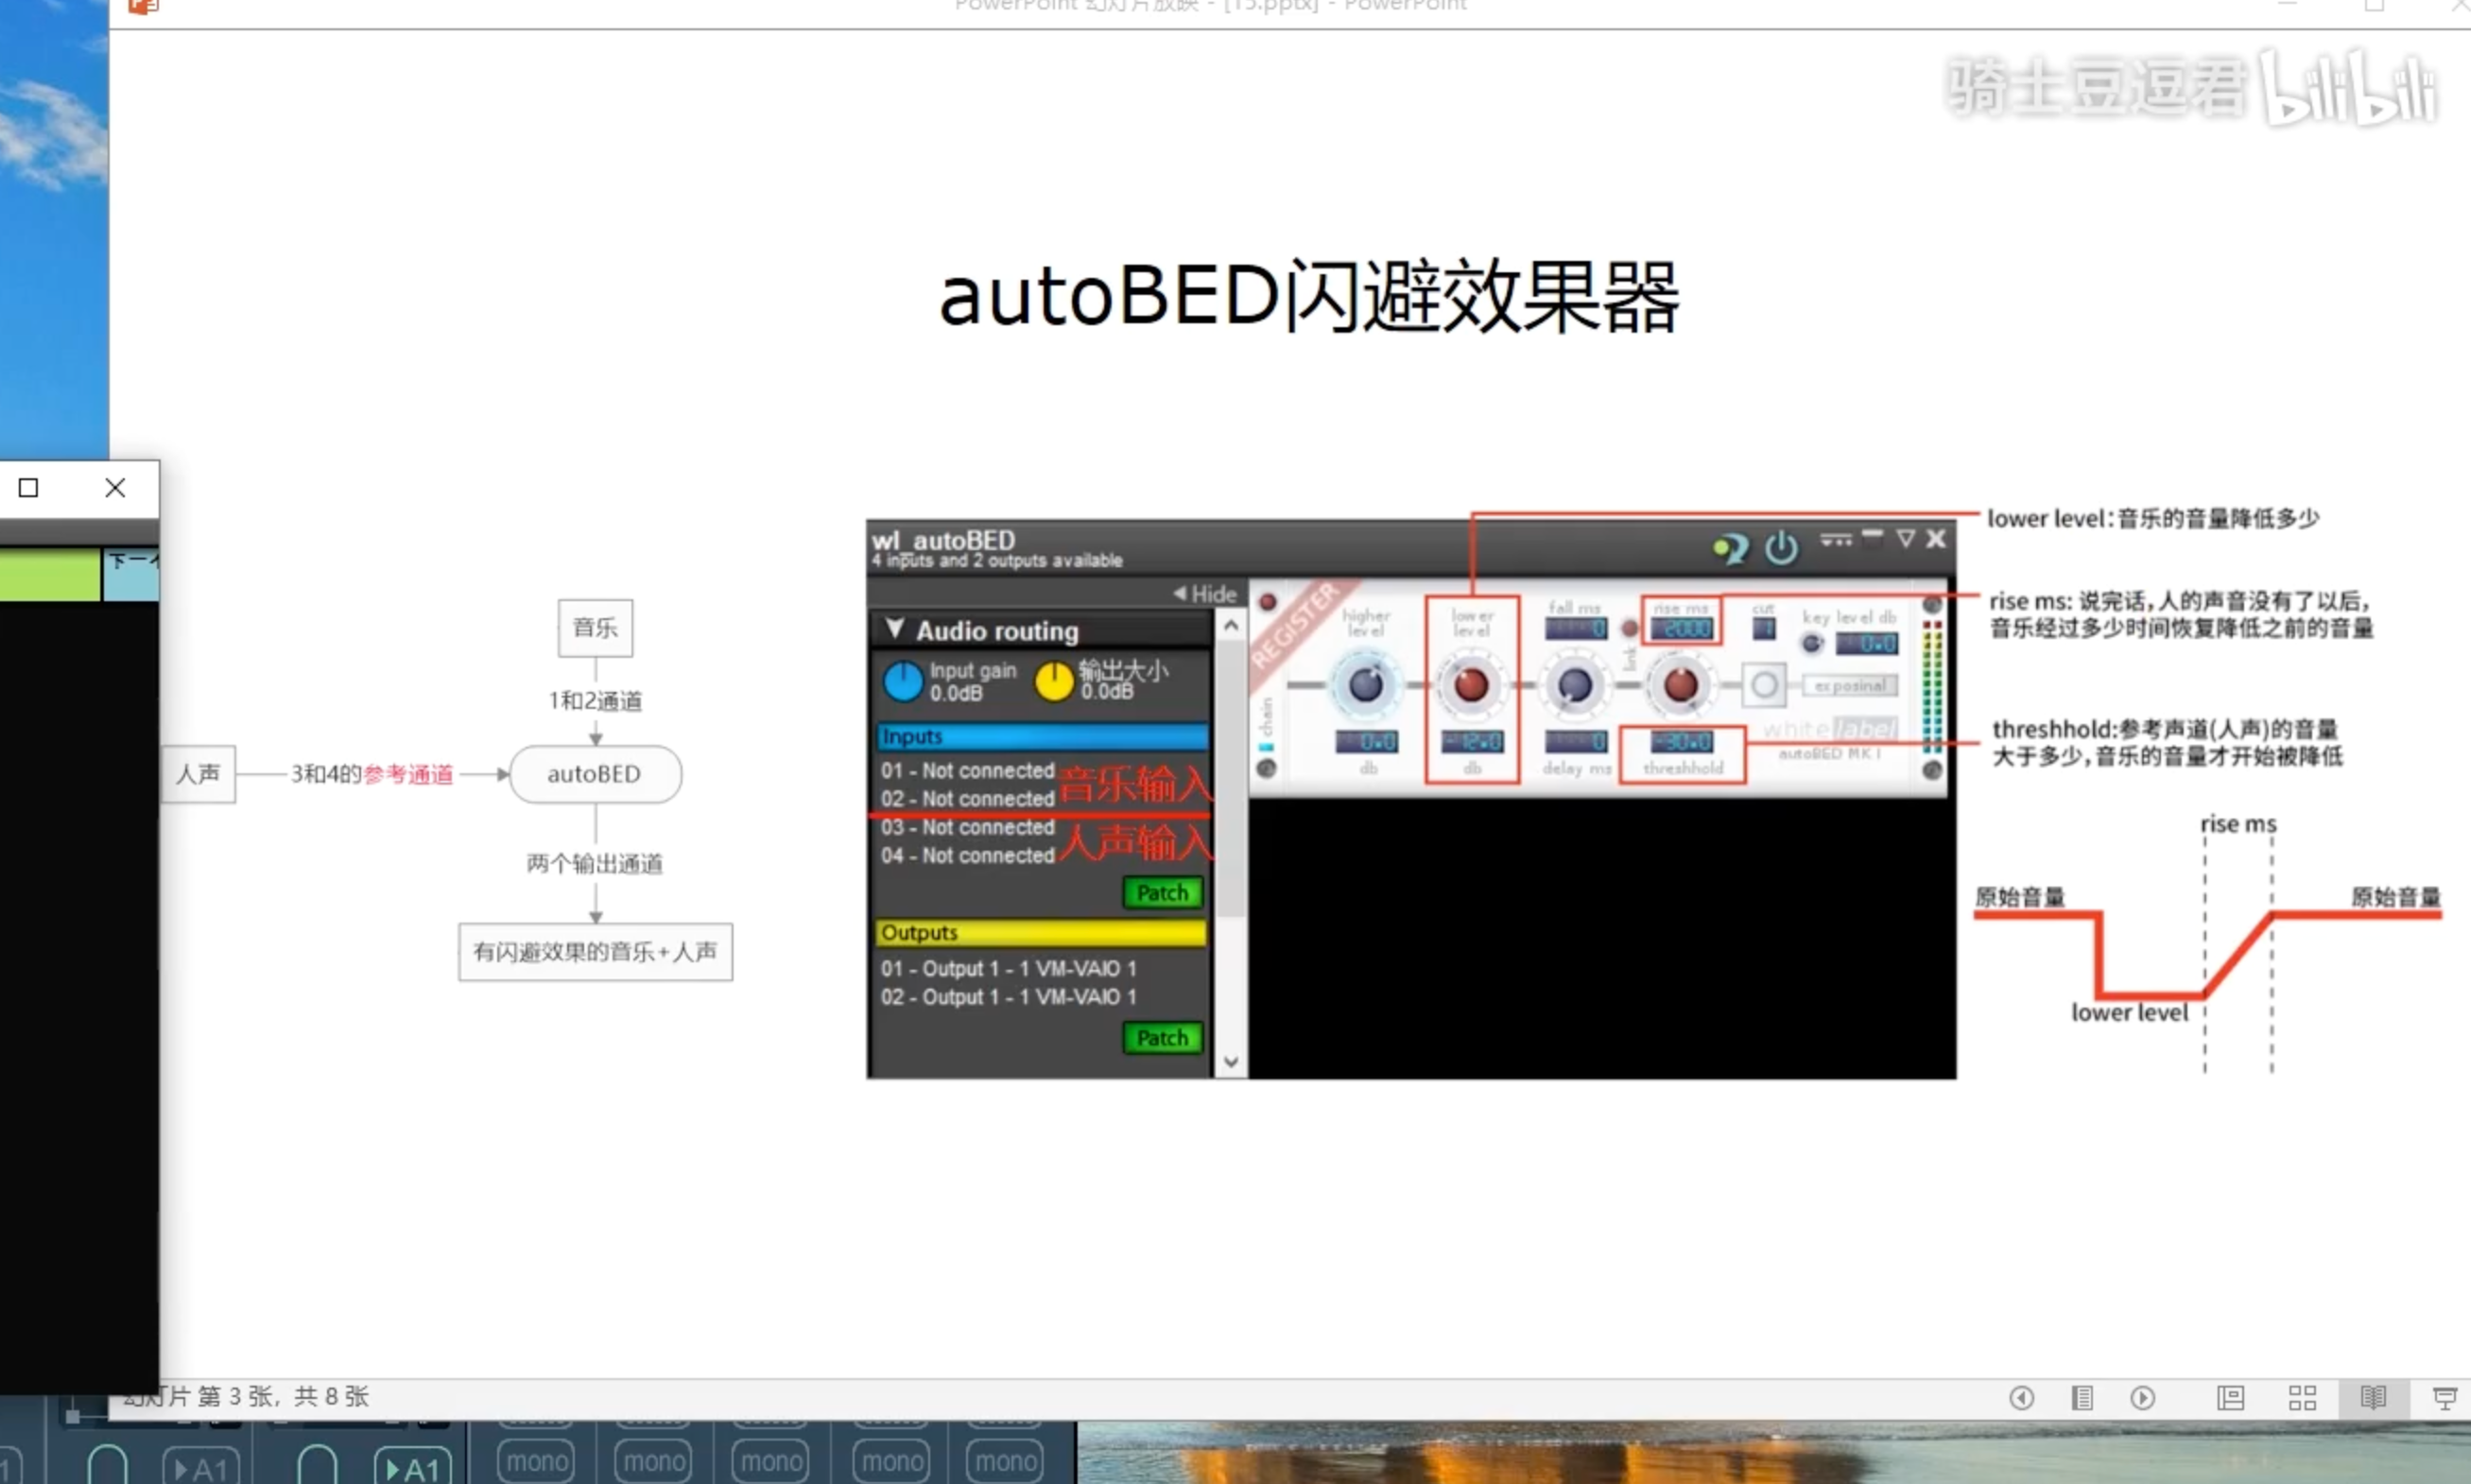 PowerPoint 幻灯片放映 - [15.pptx] - PowerPoint
骑士豆逗君 bilibili
autoBED闪避效果器
下一个
音乐
1和2通道
人声
3和4的参考通道
autoBED
两个输出通道
有闪避效果的音乐+人声
wl_autoBED
4 inputs and 2 outputs available
Hide
Audio routing
Input gain
0.0dB
输出大小
0.0dB
Inputs
01 - Not connected
02 - Not connected
音乐输入
03 - Not connected
04 - Not connected
人声输入
Patch
Outputs
01 - Output 1 - 1 VM-VAIO 1
02 - Output 1 - 1 VM-VAIO 1
Patch
REGISTER
chain
higher level
0.0
db
lower level
-12.0
db
fall ms
0
0
delay ms
link
rise ms
2000
-30.0
threshhold
cut
key level db
0.0
exposinal
whitelabel
autoBED MK I
lower level:音乐的音量降低多少
rise ms: 说完话,人的声音没有了以后,
音乐经过多少时间恢复降低之前的音量
threshhold:参考声道(人声)的音量
大于多少,音乐的音量才开始被降低
rise ms
原始音量
原始音量
lower level
幻灯片 第 3 张, 共 8 张
A1
A1
mono
mono
mono
mono
mono